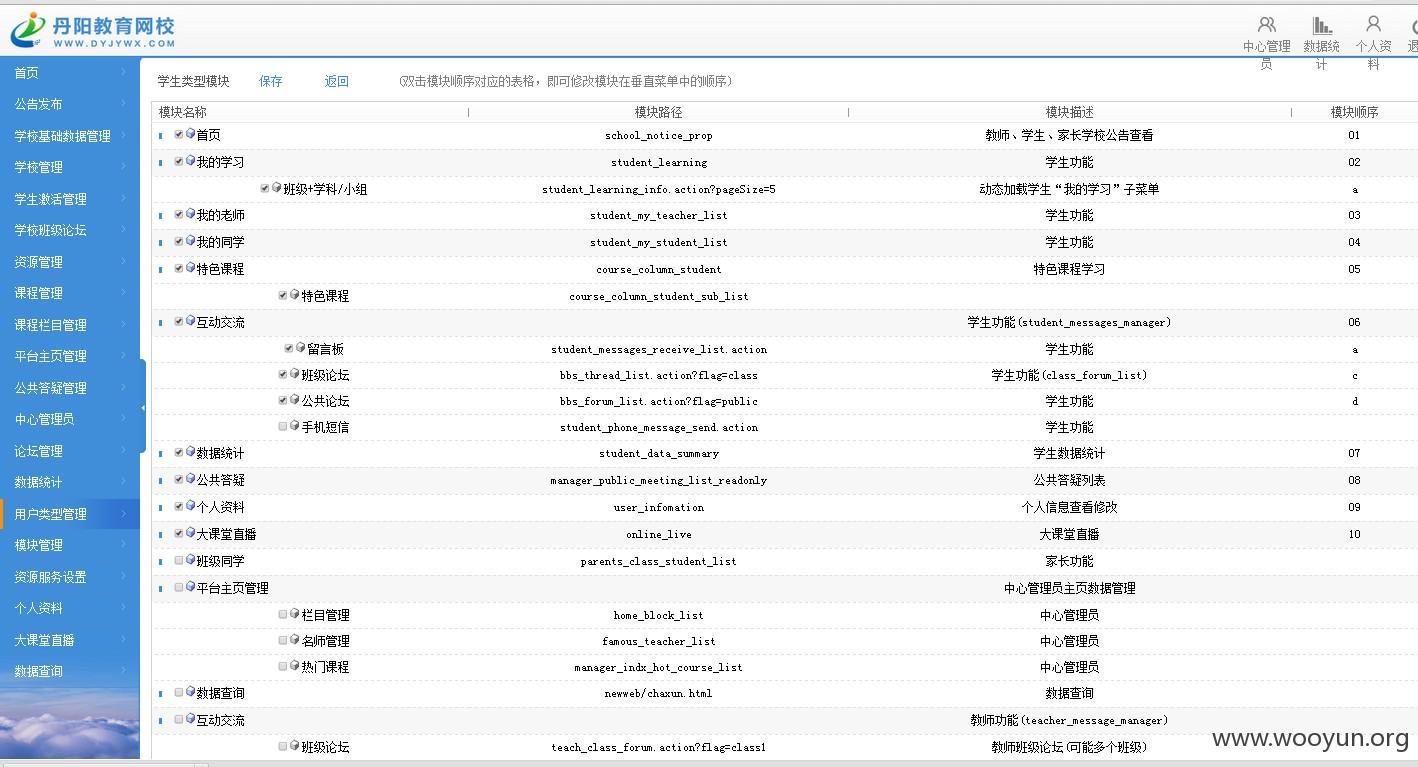 丹阳教育网校
WWW.DYJYWX.COM
中心管理员
数据统计
个人资料
首页
公告发布
学校基础数据管理
学校管理
学生激活管理
学校班级论坛
资源管理
课程管理
课程栏目管理
平台主页管理
公共答疑管理
中心管理员
论坛管理
数据统计
用户类型管理
模块管理
资源服务设置
个人资料
大课堂直播
数据查询
学生类型模块 保存 返回 (双击模块顺序对应的表格，即可修改模块在垂直菜单中的顺序)
模块名称 模块路径 模块描述 模块顺序
首页 school_notice_prop 教师、学生、家长学校公告查看 01
我的学习 student_learning 学生功能 02
班级+学科/小组 student_learning_info.action?pageSize=5 动态加载学生“我的学习”子菜单 a
我的老师 student_my_teacher_list 学生功能 03
我的同学 student_my_student_list 学生功能 04
特色课程 course_column_student 特色课程学习 05
特色课程 course_column_student_sub_list
互动交流 学生功能(student_messages_manager) 06
留言板 student_messages_receive_list.action 学生功能 a
班级论坛 bbs_thread_list.action?flag=class 学生功能(class_forum_list) c
公共论坛 bbs_forum_list.action?flag=public 学生功能 d
手机短信 student_phone_message_send.action 学生功能
数据统计 student_data_summary 学生数据统计 07
公共答疑 manager_public_meeting_list_readonly 公共答疑列表 08
个人资料 user_infomation 个人信息查看修改 09
大课堂直播 online_live 大课堂直播 10
班级同学 parents_class_student_list 家长功能
平台主页管理 中心管理员主页数据管理
栏目管理 home_block_list 中心管理员
名师管理 famous_teacher_list 中心管理员
热门课程 manager_indx_hot_course_list 中心管理员
数据查询 newweb/chaxun.html 数据查询
互动交流 教师功能(teacher_message_manager)
班级论坛 teach_class_forum.action?flag=class1 教师班级论坛(可能多个班级)
www.wooyun.org